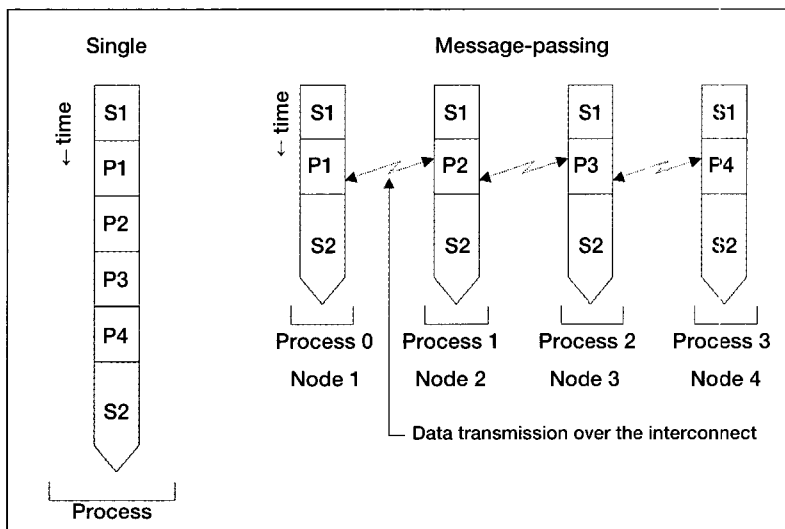 Single
Message-passing
← time
S1
P1
P2
P3
P4
S2
Process
← time
S1
P1
S2
Process 0
Node 1
S1
P2
S2
Process 1
Node 2
S1
P3
S2
Process 2
Node 3
S1
P4
S2
Process 3
Node 4
Data transmission over the interconnect